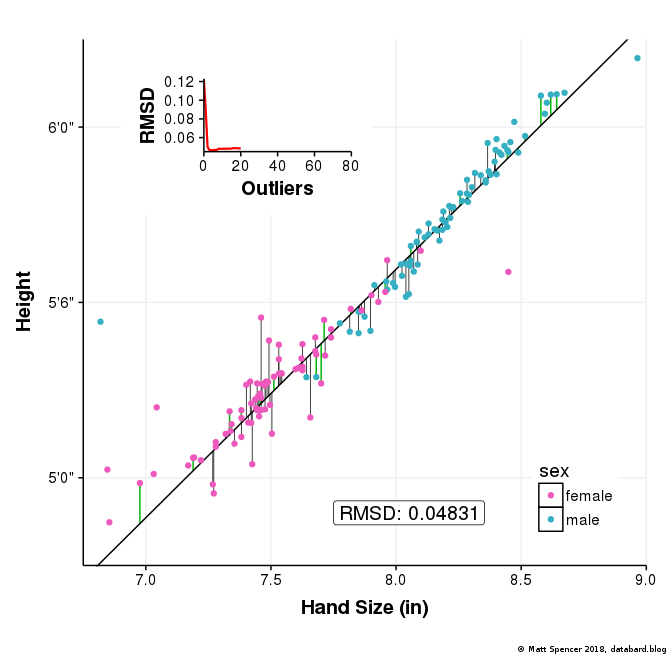 RMSD
0.12
0.10
0.08
0.06
0 20 40 60 80
Outliers
Height
6'0"
5'6"
5'0"
sex
female
male
RMSD: 0.04831
7.0 7.5 8.0 8.5 9.0
Hand Size (in)
© Matt Spencer 2018, databard.blog